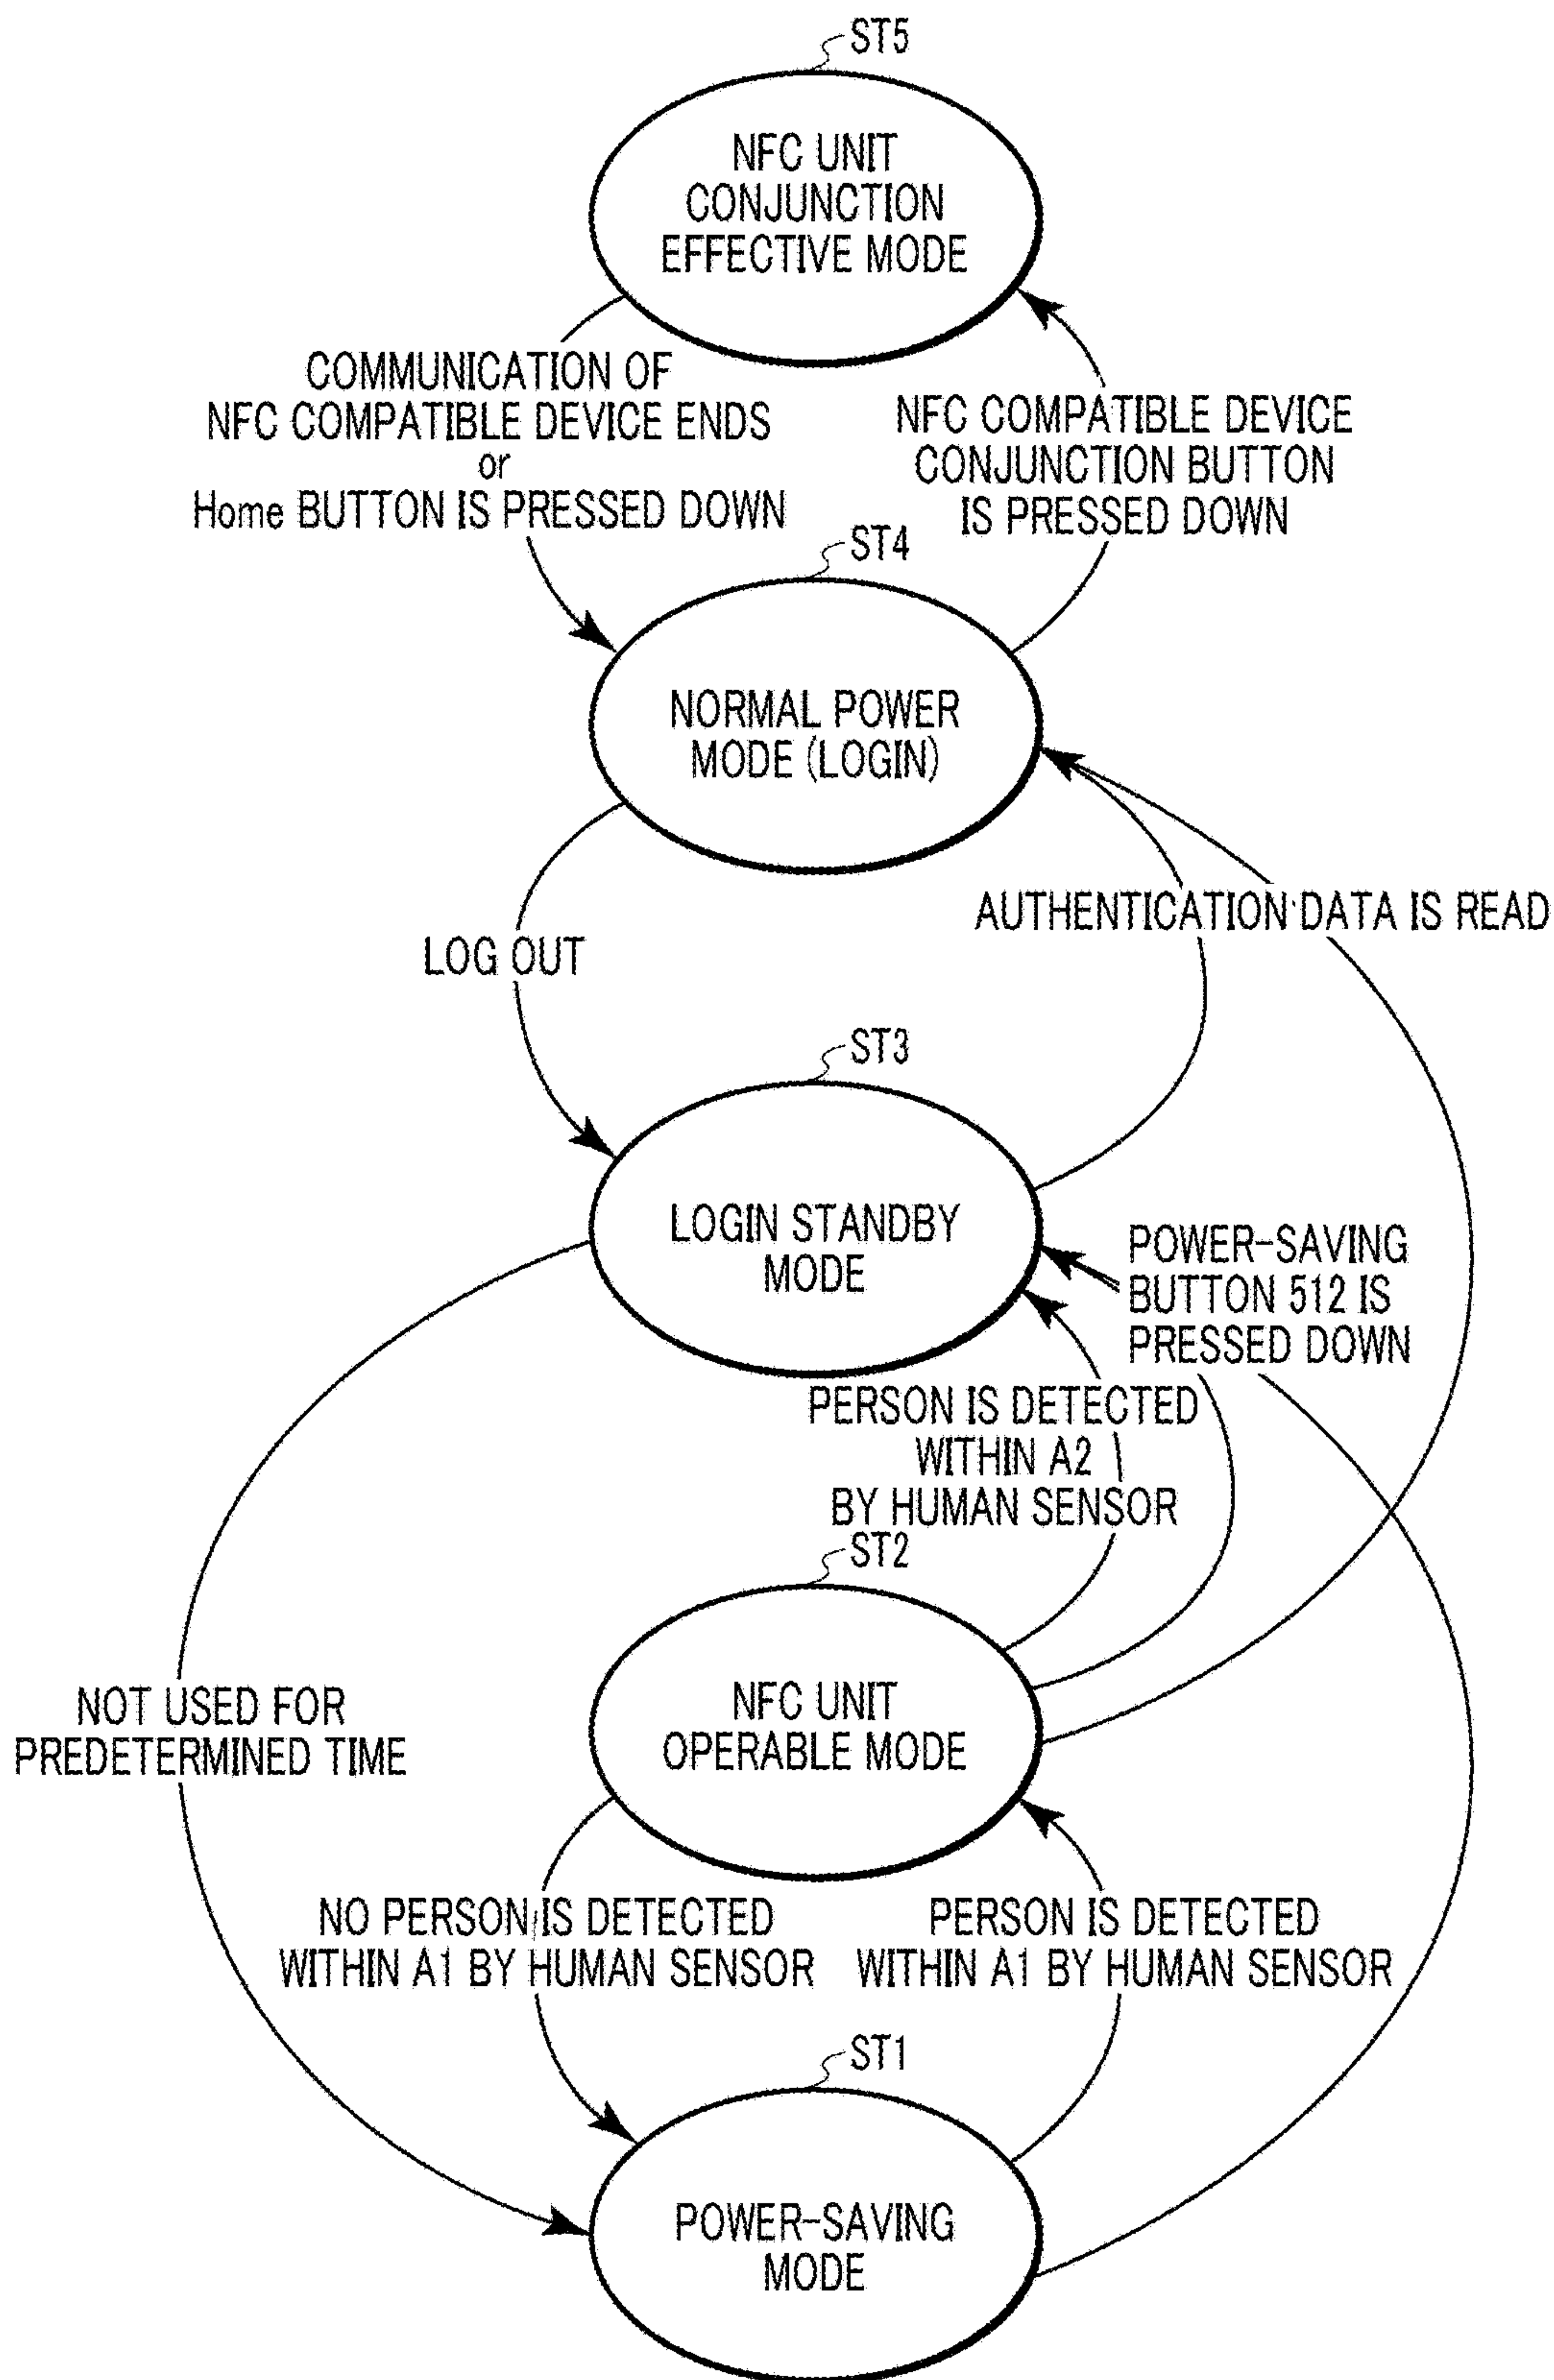 ST5
NFC UNIT
CONJUNCTION
EFFECTIVE MODE
COMMUNICATION OF
NFC COMPATIBLE DEVICE ENDS
or
Home BUTTON IS PRESSED DOWN
NFC COMPATIBLE DEVICE
CONJUNCTION BUTTON
IS PRESSED DOWN
ST4
NORMAL POWER
MODE (LOGIN)
LOG OUT
AUTHENTICATION DATA IS READ
ST3
LOGIN STANDBY
MODE
POWER-SAVING
BUTTON 512 IS
PRESSED DOWN
PERSON IS DETECTED
WITHIN A2
BY HUMAN SENSOR
ST2
NFC UNIT
OPERABLE MODE
NOT USED FOR
PREDETERMINED TIME
NO PERSON IS DETECTED
WITHIN A1 BY HUMAN SENSOR
PERSON IS DETECTED
WITHIN A1 BY HUMAN SENSOR
ST1
POWER-SAVING
MODE